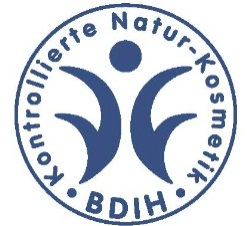 Kontrollierte Natur-Kosmetik
• BDIH •